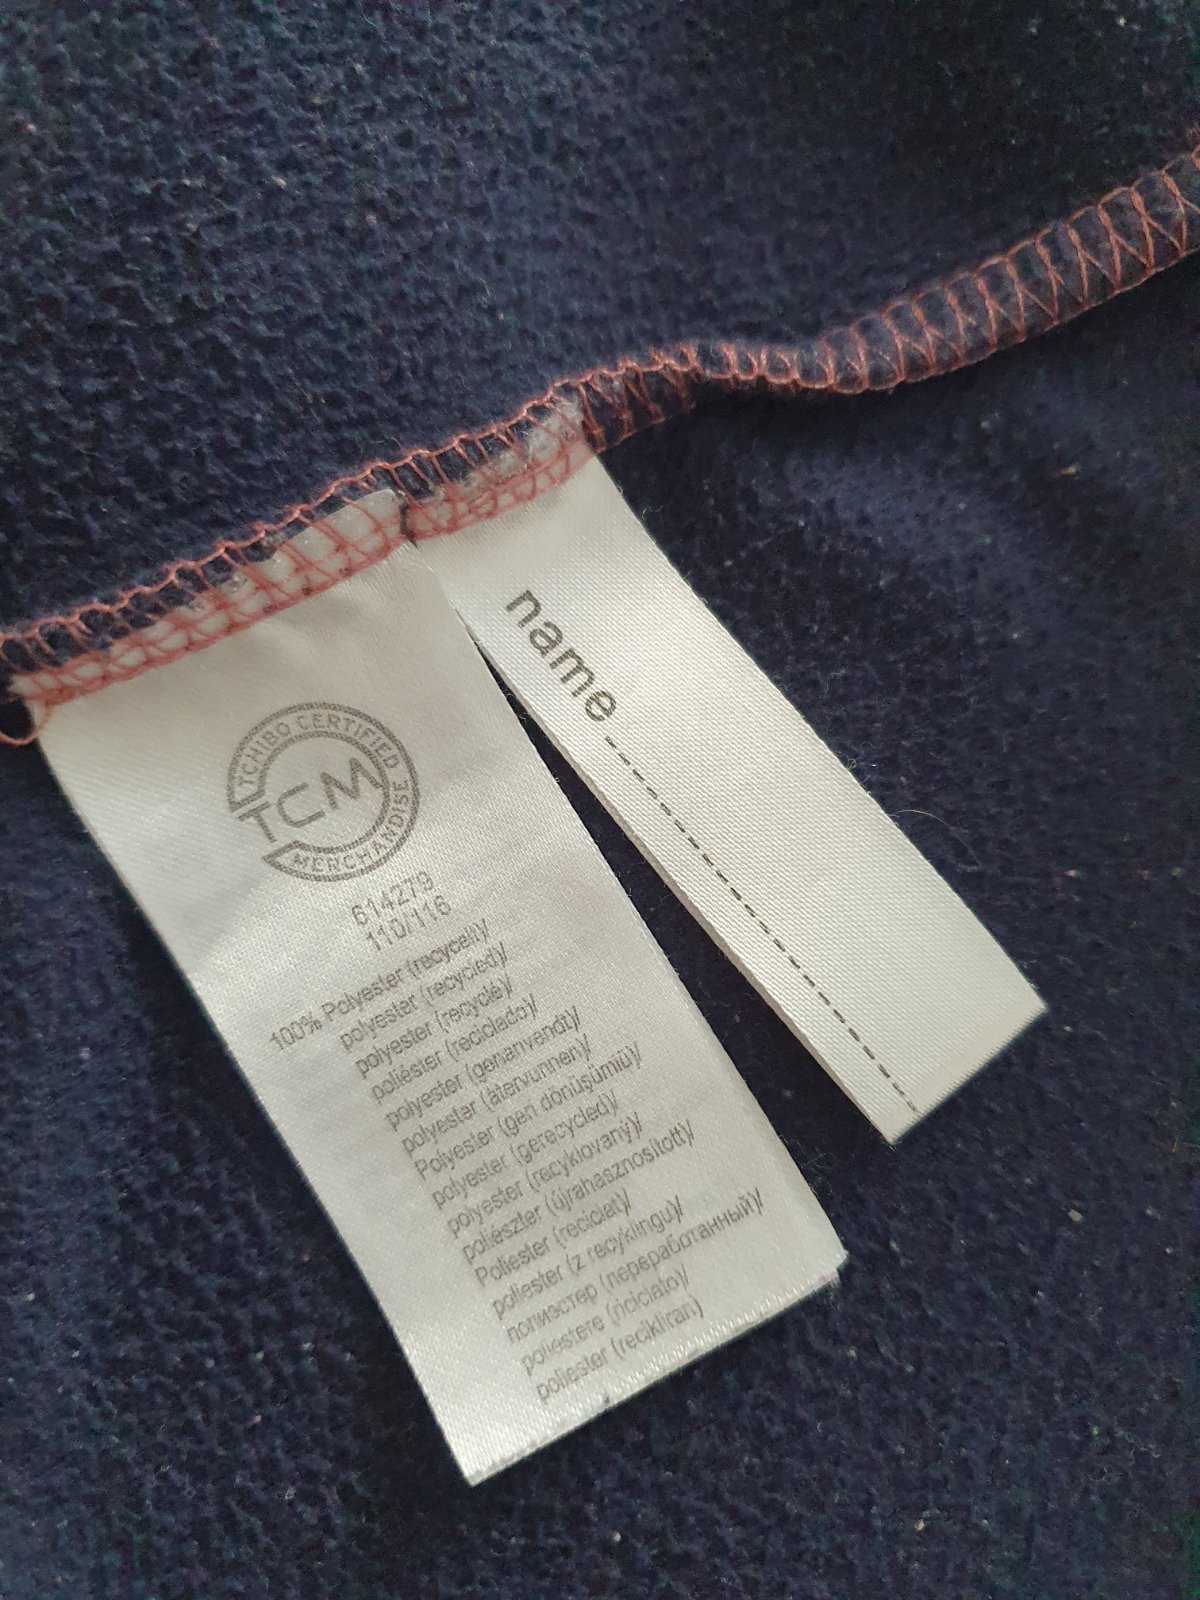 TCHIBO CERTIFIED
TCM
MERCHANDISE
614279
110/116
100% Polyester (recycelt)/
polyester (recycled)/
polyester (recyclé)/
poliéster (reciclado)/
polyester (genanvendt)/
polyester (återvunnen)/
Polyester (geri dönüşümlü)/
polyester (gerecycled)/
polyester (recyklovaný)/
poliészter (újrahasznosított)/
Poliester (reciclat)/
poliester (z recyklingu)/
полиэстер (переработанный)/
poliestere (riciclato)/
poliester (recikliran)
name